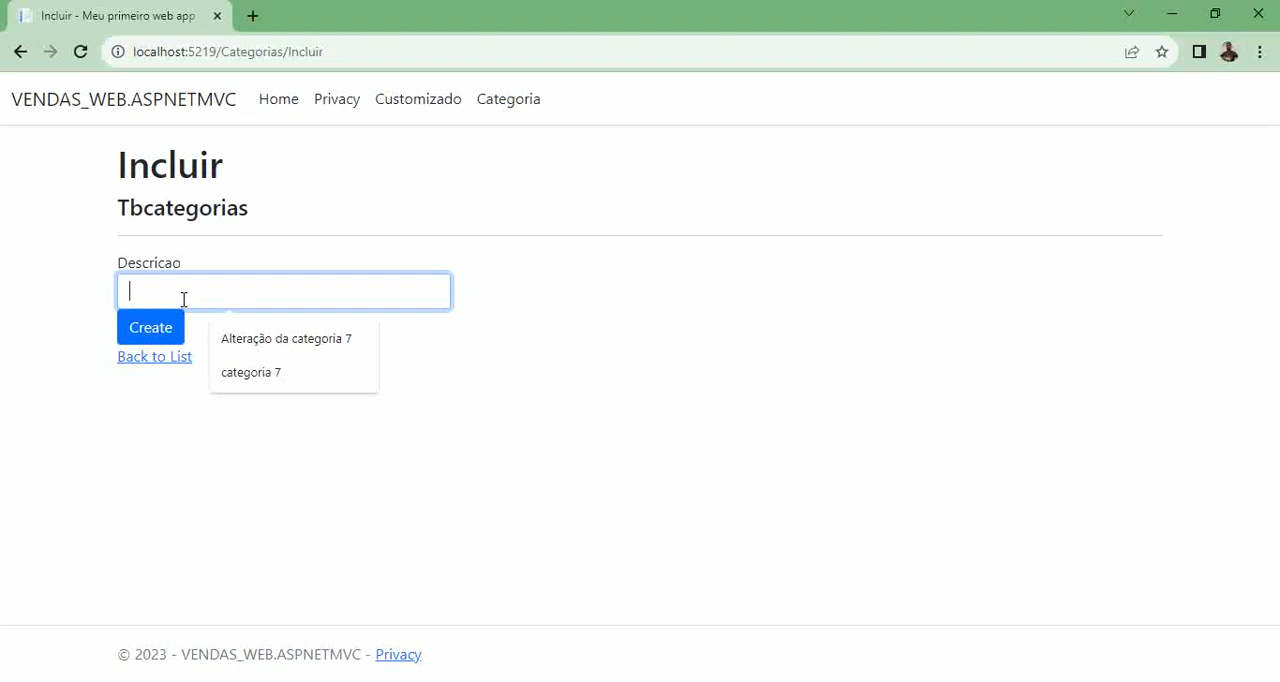 Incluir - Meu primeiro web app
localhost:5219/Categorias/Incluir
VENDAS_WEB.ASPNETMVC Home Privacy Customizado Categoria
Incluir
Tbcategorias
Descricao
Create
Alteração da categoria 7
Back to List
categoria 7
© 2023 - VENDAS_WEB.ASPNETMVC - Privacy